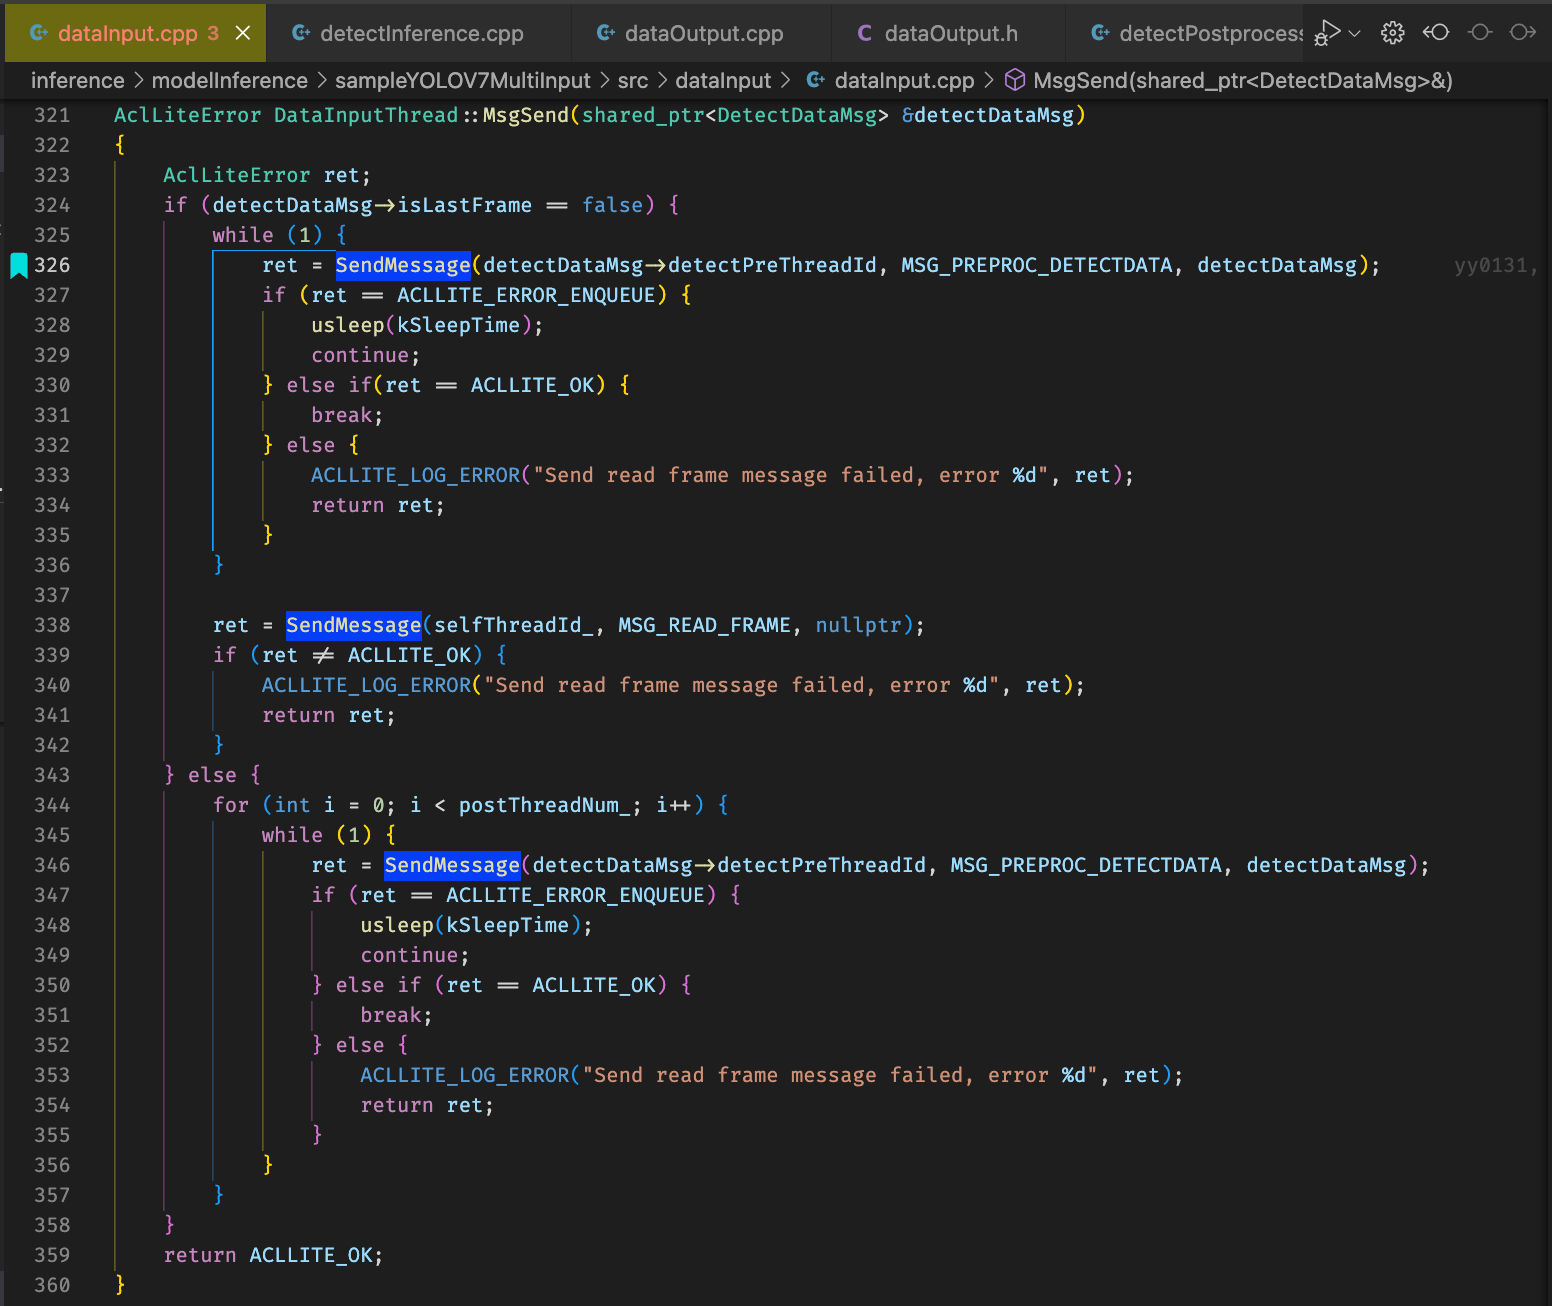 dataInput.cpp 3 detectInference.cpp dataOutput.cpp dataOutput.h detectPostprocess
inference > modelInference > sampleYOLOV7MultiInput > src > dataInput > dataInput.cpp > MsgSend(shared_ptr<DetectDataMsg>&)
321 AclLiteError DataInputThread::MsgSend(shared_ptr<DetectDataMsg> &detectDataMsg)
322 {
323     AclLiteError ret;
324     if (detectDataMsg->isLastFrame == false) {
325         while (1) {
326             ret = SendMessage(detectDataMsg->detectPreThreadId, MSG_PREPROC_DETECTDATA, detectDataMsg); yy0131,
327             if (ret == ACLLITE_ERROR_ENQUEUE) {
328                 usleep(kSleepTime);
329                 continue;
330             } else if(ret == ACLLITE_OK) {
331                 break;
332             } else {
333                 ACLLITE_LOG_ERROR("Send read frame message failed, error %d", ret);
334                 return ret;
335             }
336         }
337
338         ret = SendMessage(selfThreadId_, MSG_READ_FRAME, nullptr);
339         if (ret != ACLLITE_OK) {
340             ACLLITE_LOG_ERROR("Send read frame message failed, error %d", ret);
341             return ret;
342         }
343     } else {
344         for (int i = 0; i < postThreadNum_; i++) {
345             while (1) {
346                 ret = SendMessage(detectDataMsg->detectPreThreadId, MSG_PREPROC_DETECTDATA, detectDataMsg);
347                 if (ret == ACLLITE_ERROR_ENQUEUE) {
348                     usleep(kSleepTime);
349                     continue;
350                 } else if (ret == ACLLITE_OK) {
351                     break;
352                 } else {
353                     ACLLITE_LOG_ERROR("Send read frame message failed, error %d", ret);
354                     return ret;
355                 }
356             }
357         }
358     }
359     return ACLLITE_OK;
360 }